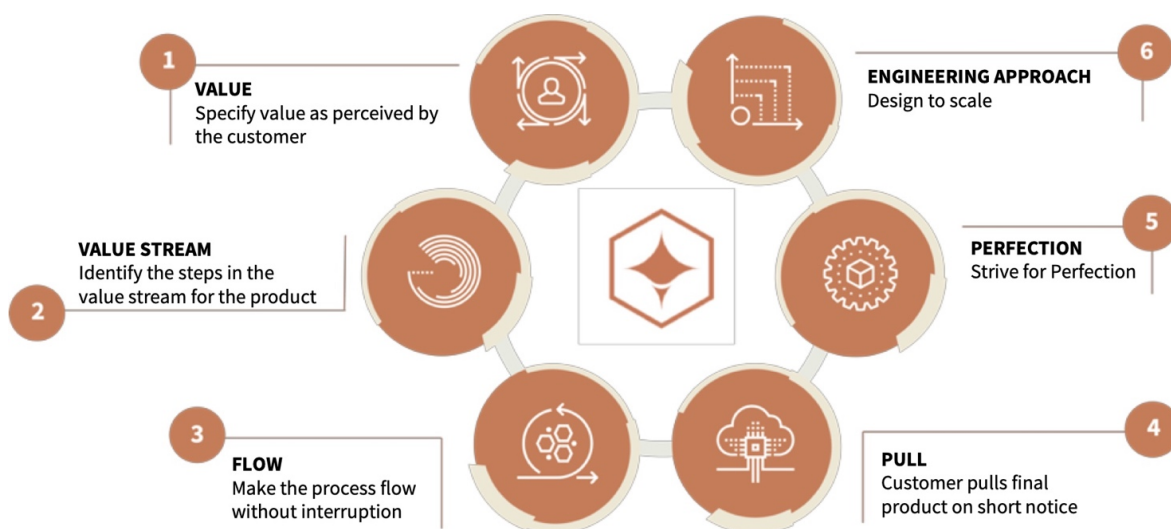 1
VALUE
Specify value as perceived by
the customer
2
VALUE STREAM
Identify the steps in the
value stream for the product
3
FLOW
Make the process flow
without interruption
4
PULL
Customer pulls final
product on short notice
5
PERFECTION
Strive for Perfection
6
ENGINEERING APPROACH
Design to scale